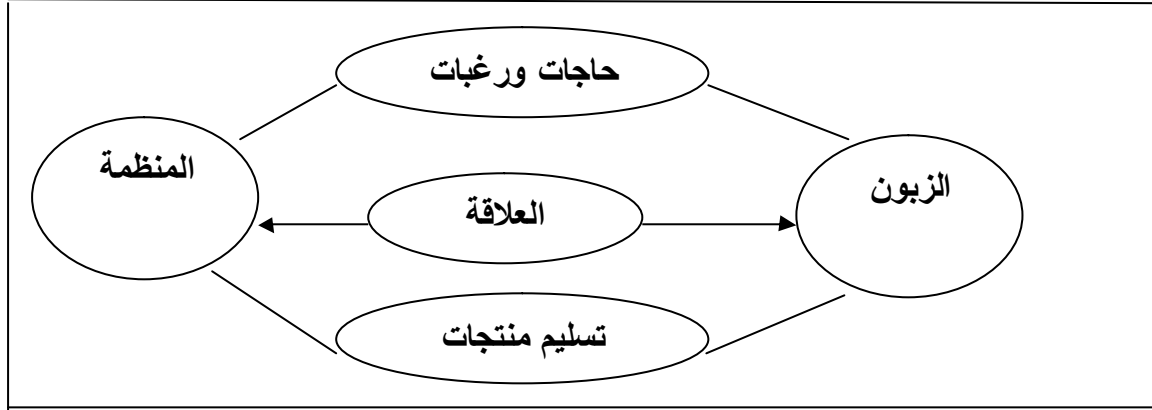 حاجات ورغبات
المنظمة
الزبون
العلاقة
تسليم منتجات